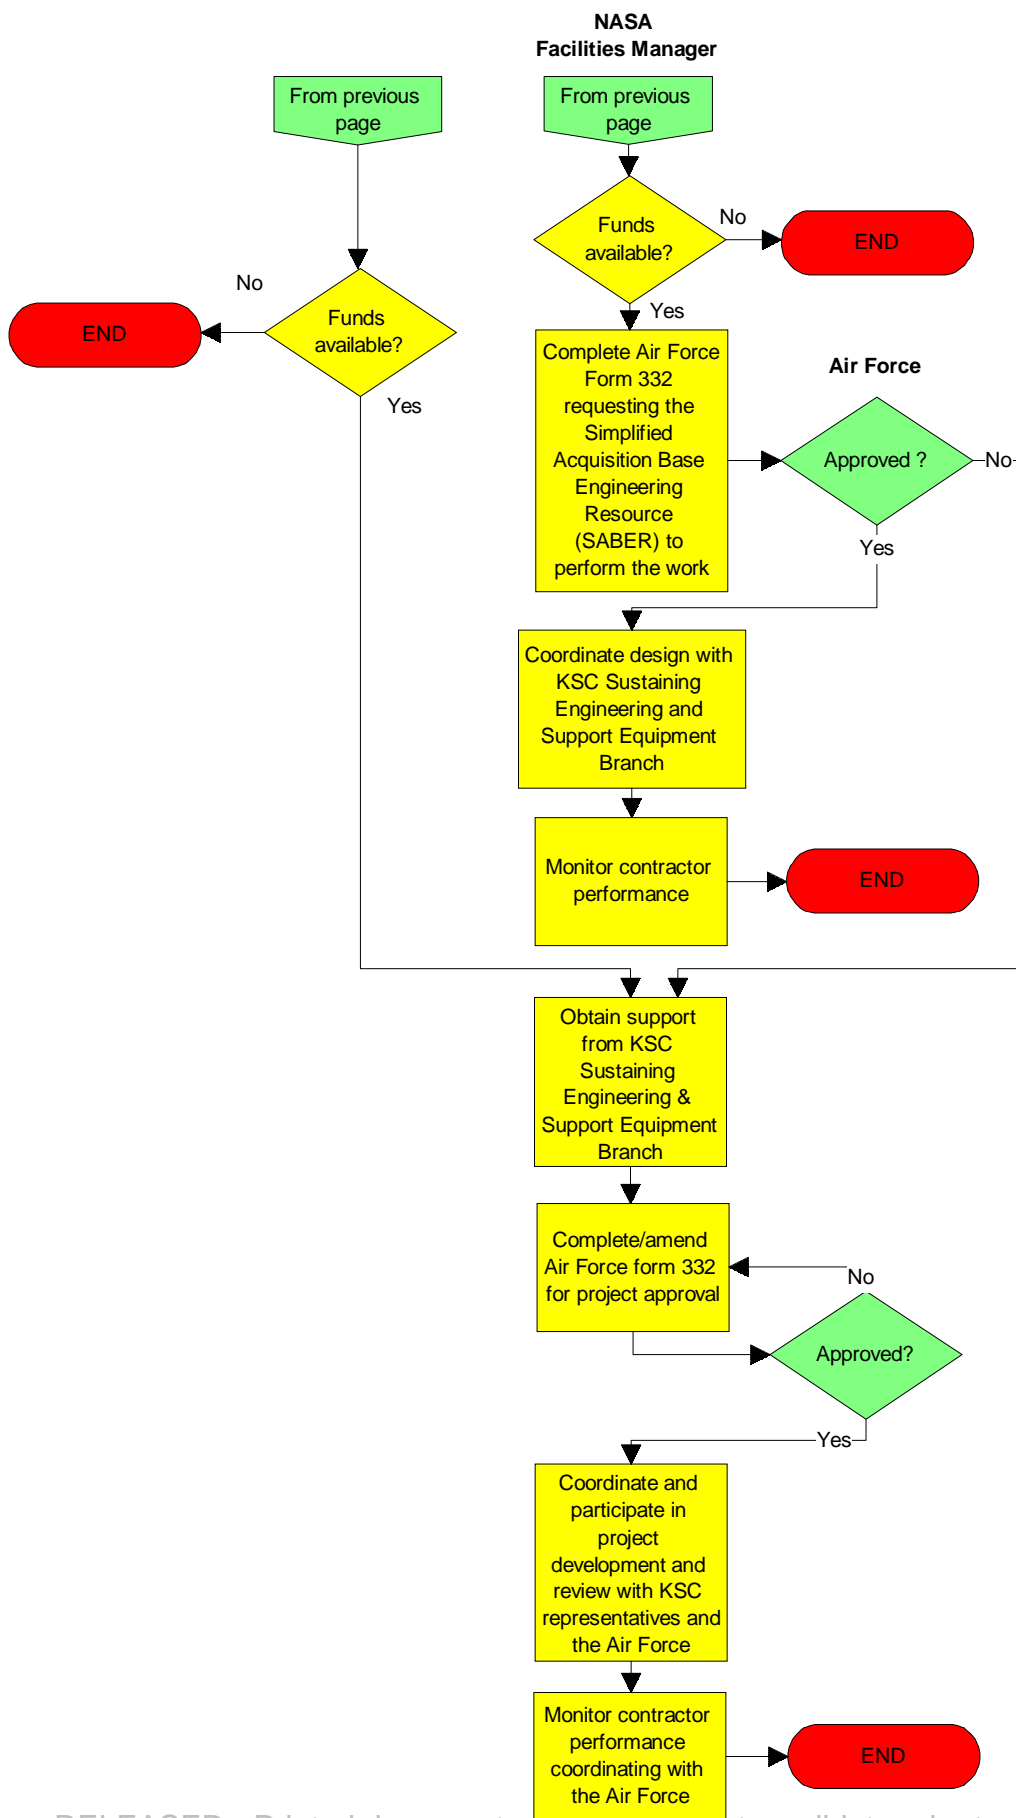 NASA
Facilities Manager
From previous
page
From previous
page
Funds
available?
No
END
Yes
No
END
Funds
available?
Yes
Complete Air Force
Form 332
requesting the
Simplified
Acquisition Base
Engineering
Resource
(SABER) to
perform the work
Air Force
Approved ?
No
Yes
Coordinate design with
KSC Sustaining
Engineering and
Support Equipment
Branch
Monitor contractor
performance
END
Obtain support
from KSC
Sustaining
Engineering &
Support Equipment
Branch
Complete/amend
Air Force form 332
for project approval
No
Approved?
Yes
Coordinate and
participate in
project
development and
review with KSC
representatives and
the Air Force
Monitor contractor
performance
coordinating with
the Air Force
END
RELEASED - Printed documents